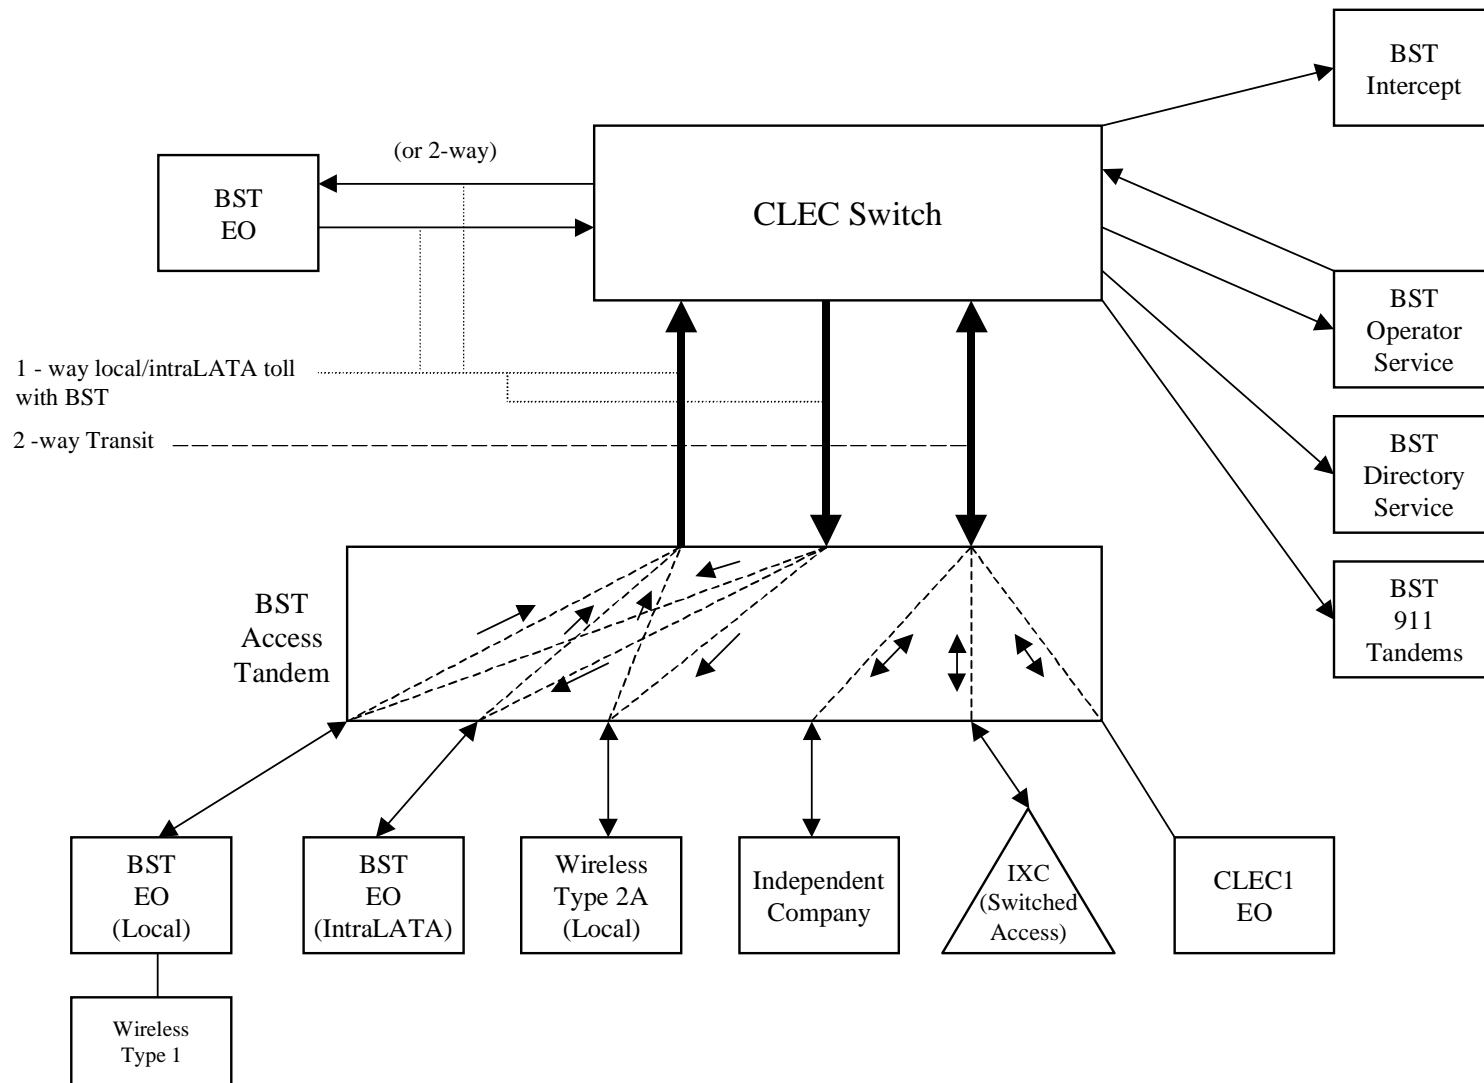 BST
Intercept
(or 2-way)
BST
EO
CLEC Switch
BST
Operator
Service
1 - way local/intraLATA toll
with BST
2 -way Transit
BST
Directory
Service
BST
Access
Tandem
BST
911
Tandems
BST
EO
(Local)
BST
EO
(IntraLATA)
Wireless
Type 2A
(Local)
Independent
Company
IXC
(Switched
Access)
CLEC1
EO
Wireless
Type 1